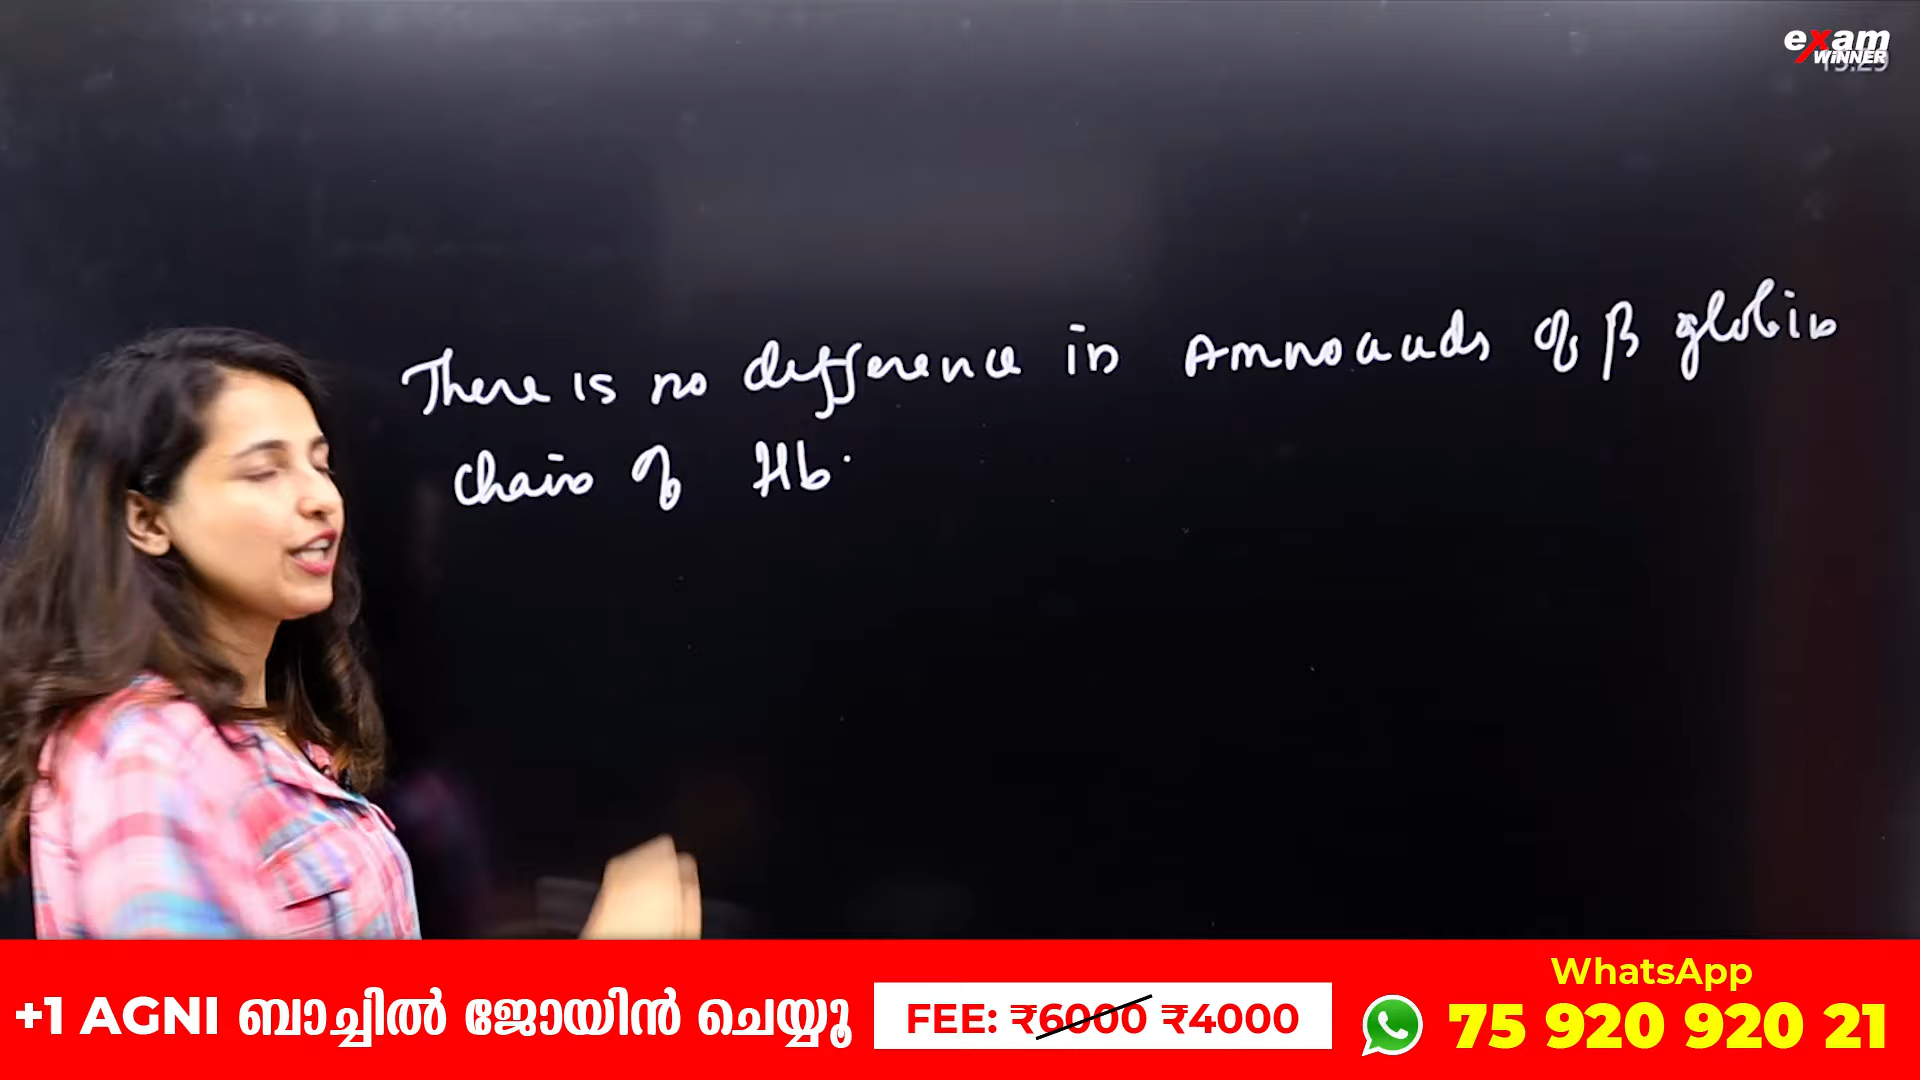 exam
WINNER
There is no difference in Aminoacids of β globin
chain of Hb.
WhatsApp
+1 AGNI ബാച്ചിൽ ജോയിൻ ചെയ്യൂ
FEE: ₹6000 ₹4000
75 920 920 21